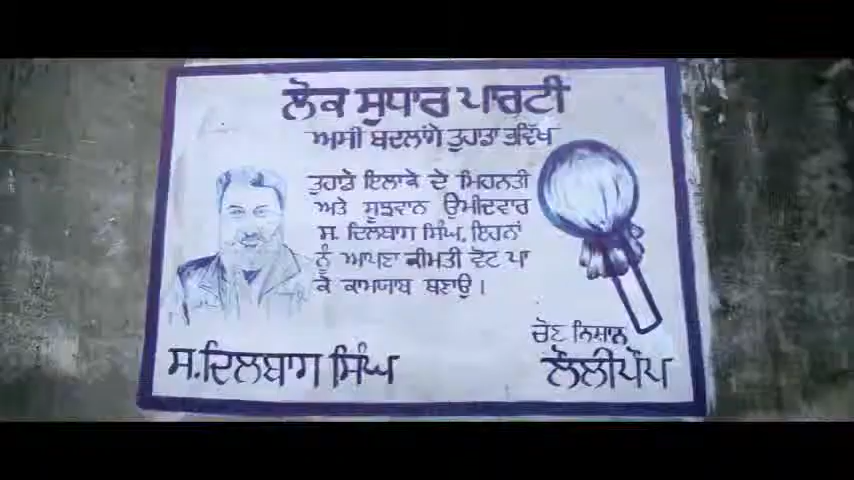 ਲੋਕ ਸੁਧਾਰ ਪਾਰਟੀ
ਅਸੀ ਬਦਲਾਂਗੇ ਤੁਹਾਡਾ ਭਵਿੱਖ
ਤੁਹਾਡੇ ਇਲਾਕੇ ਦੇ ਮਿਹਨਤੀ
ਅਤੇ ਸੂਝਵਾਨ ਉਮੀਦਵਾਰ
ਸ. ਦਿਲਬਾਗ ਸਿੰਘ, ਇਹਨਾਂ
ਨੂੰ ਆਪਣਾ ਕੀਮਤੀ ਵੋਟ ਪਾ
ਕੇ ਕਾਮਯਾਬ ਬਣਾਉ।
ਸ.ਦਿਲਬਾਗ ਸਿੰਘ
ਚੋਣ ਨਿਸ਼ਾਨ
ਲੋਲੀਪੋਪ